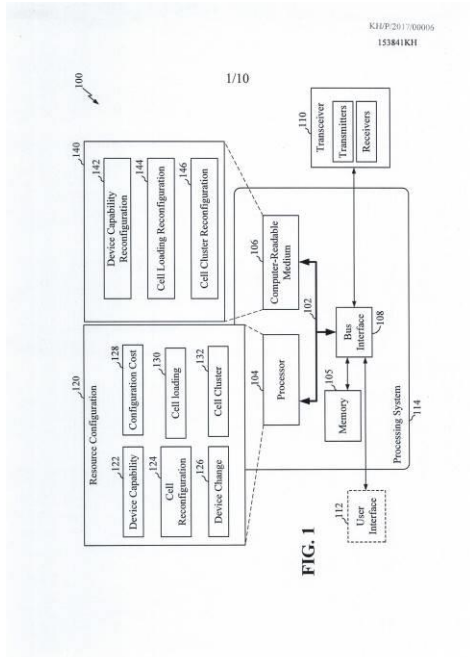 KH/P/2017/00006
153841KH
1/10
100
120
Resource Configuration
122
Device Capability
128
Configuration Cost
124
Cell
Reconfiguration
130
Cell loading
126
Device Change
132
Cell Cluster
140
142
Device Capability
Reconfiguration
144
Cell Loading Reconfiguration
146
Cell Cluster Reconfiguration
104
Processor
106
Computer-Readable
Medium
102
105
Memory
Bus
Interface
108
Processing System
114
110
Transceiver
Transmitters
Receivers
112
User
Interface
FIG. 1